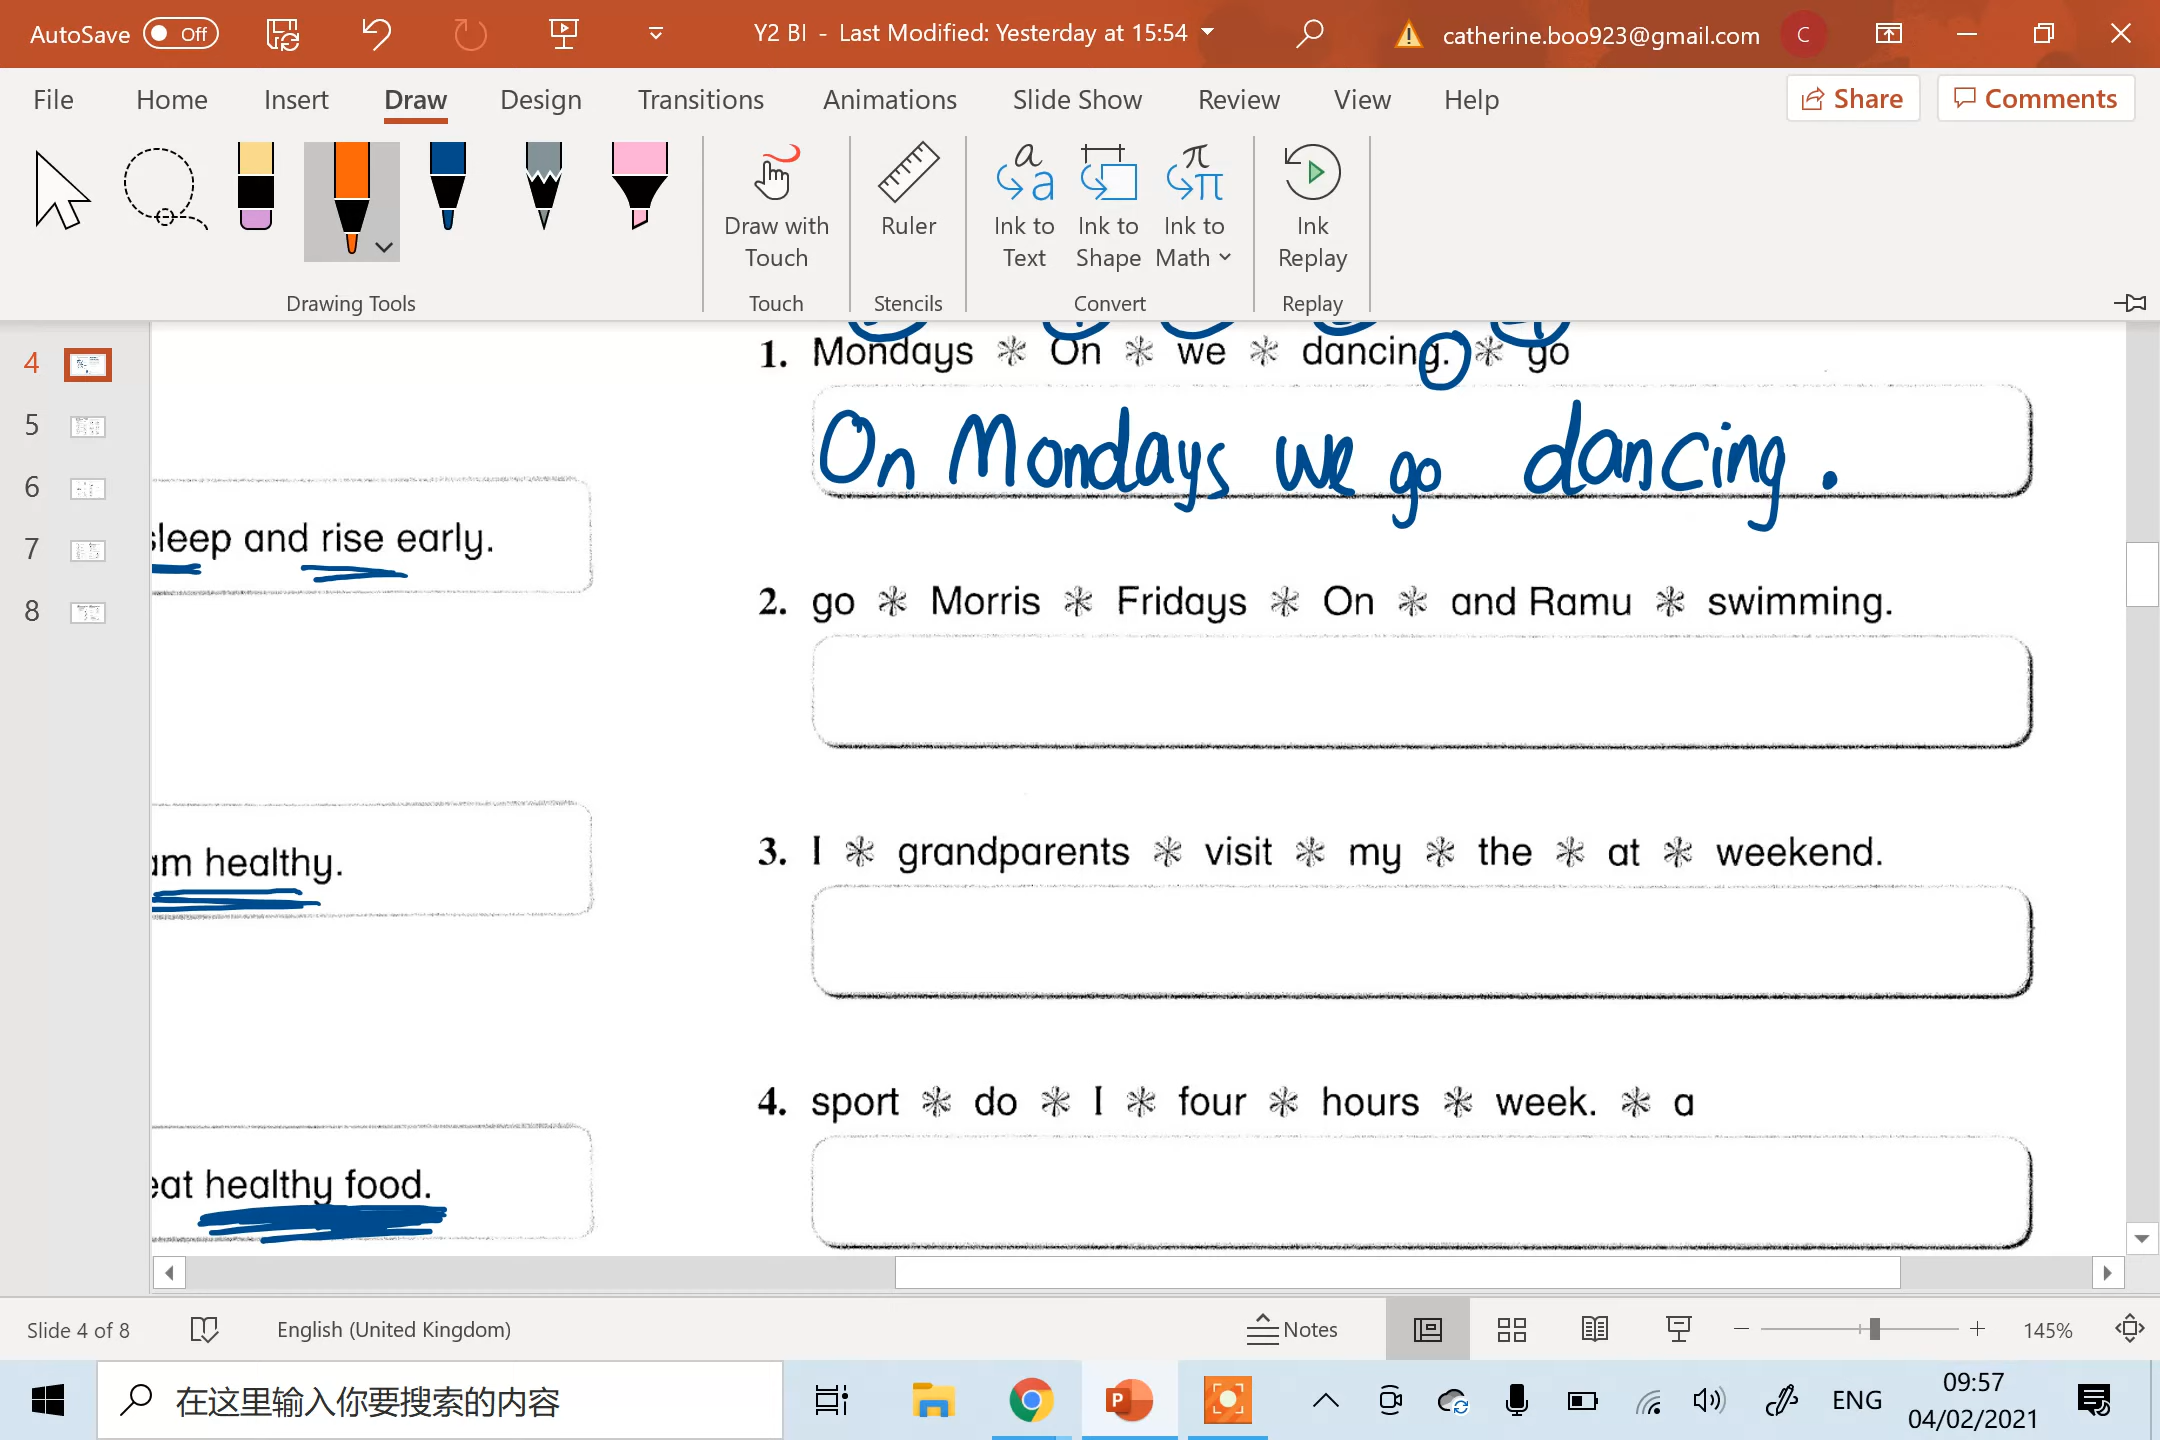 AutoSave Off Y2 BI - Last Modified: Yesterday at 15:54 catherine.boo923@gmail.com C
File Home Insert Draw Design Transitions Animations Slide Show Review View Help Share Comments
Draw with Touch Ruler Ink to Text Ink to Shape Ink to Math Ink Replay
Drawing Tools Touch Stencils Convert Replay
4
5
6
7
8
sleep and rise early.
am healthy.
eat healthy food.
1. Mondays * On * we * dancing. * go
On Mondays we go dancing.
2. go * Morris * Fridays * On * and Ramu * swimming.
3. I * grandparents * visit * my * the * at * weekend.
4. sport * do * I * four * hours * week. * a
Slide 4 of 8 English (United Kingdom) Notes 145%
在这里输入你要搜索的内容 ENG 09:57
04/02/2021